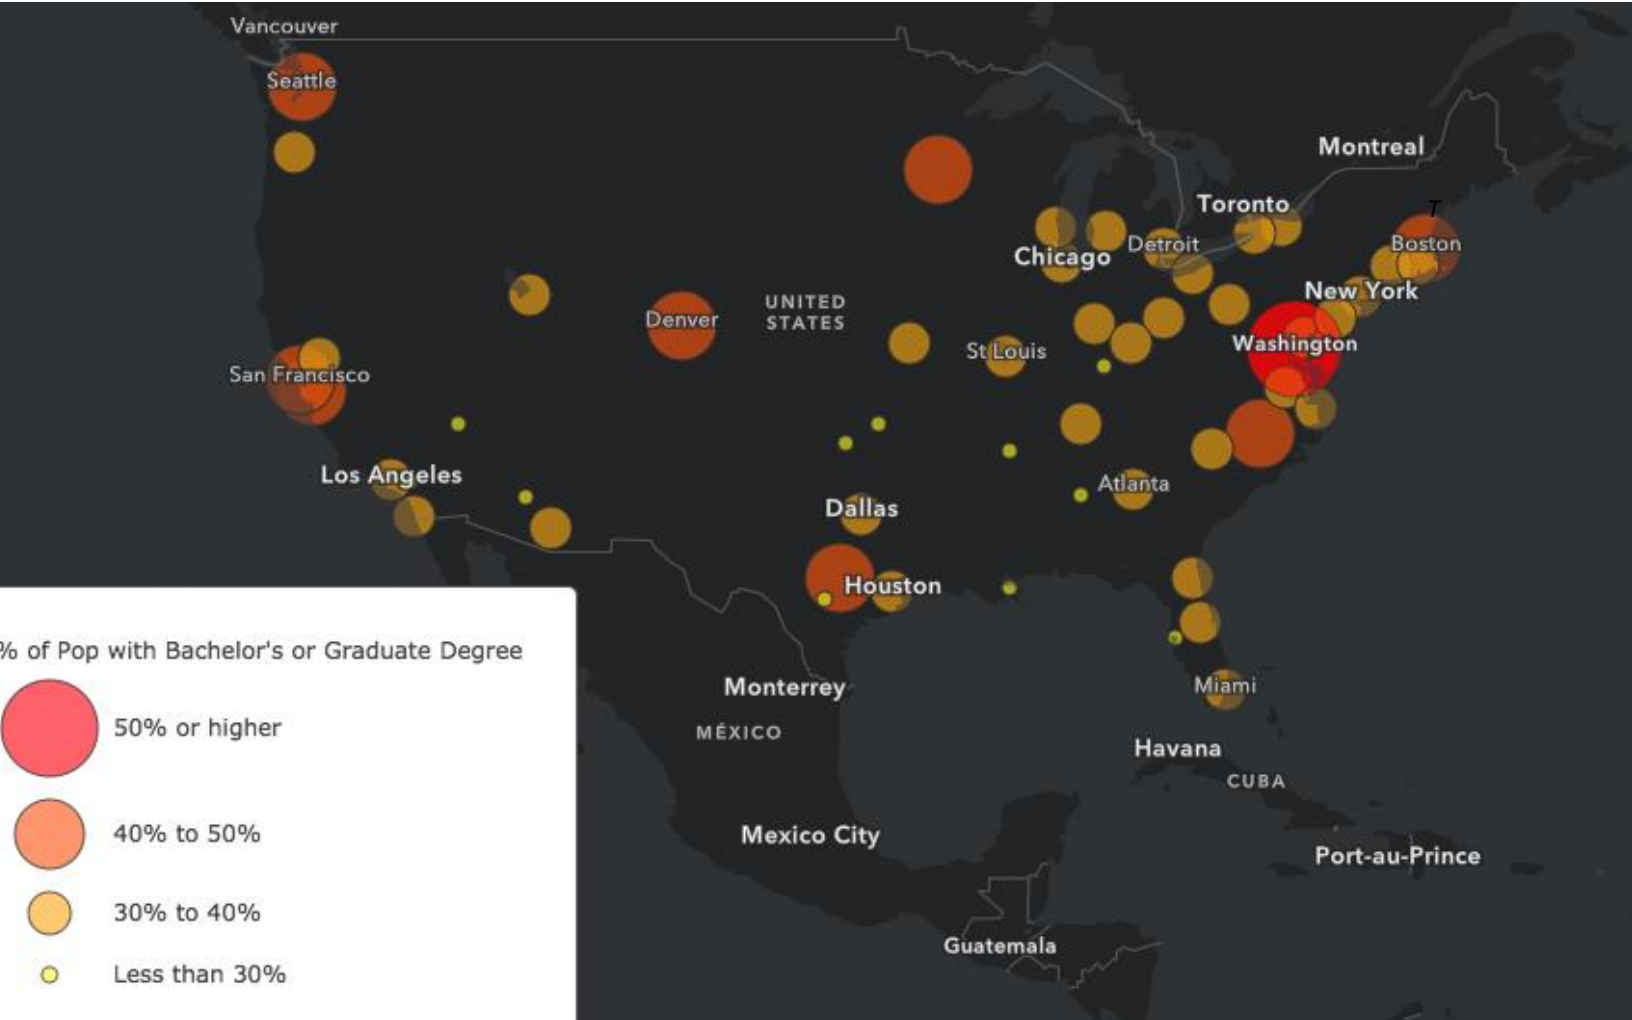 Vancouver
Seattle
Montreal
Toronto
T
Boston
Detroit
Chicago
New York
UNITED
STATES
Denver
Washington
St Louis
San Francisco
Los Angeles
Atlanta
Dallas
Houston
% of Pop with Bachelor's or Graduate Degree
50% or higher
40% to 50%
30% to 40%
Less than 30%
Monterrey
Miami
MÉXICO
Havana
CUBA
Mexico City
Port-au-Prince
Guatemala